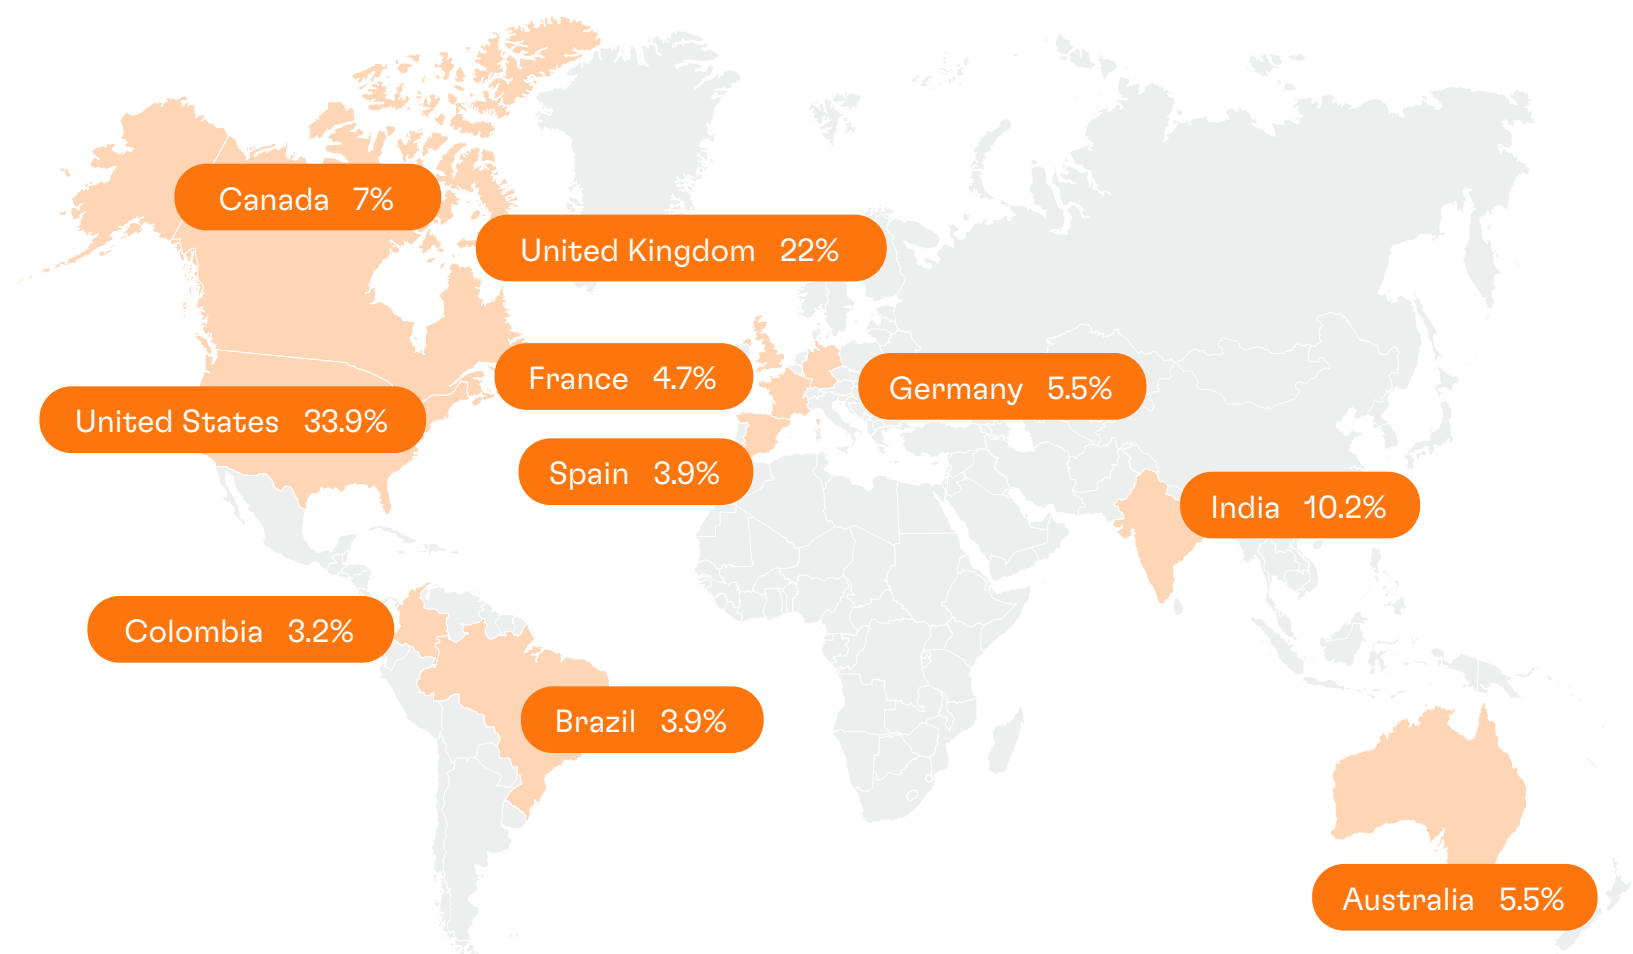 Canada 7%
United Kingdom 22%
France 4.7%
Germany 5.5%
United States 33.9%
Spain 3.9%
India 10.2%
Colombia 3.2%
Brazil 3.9%
Australia 5.5%